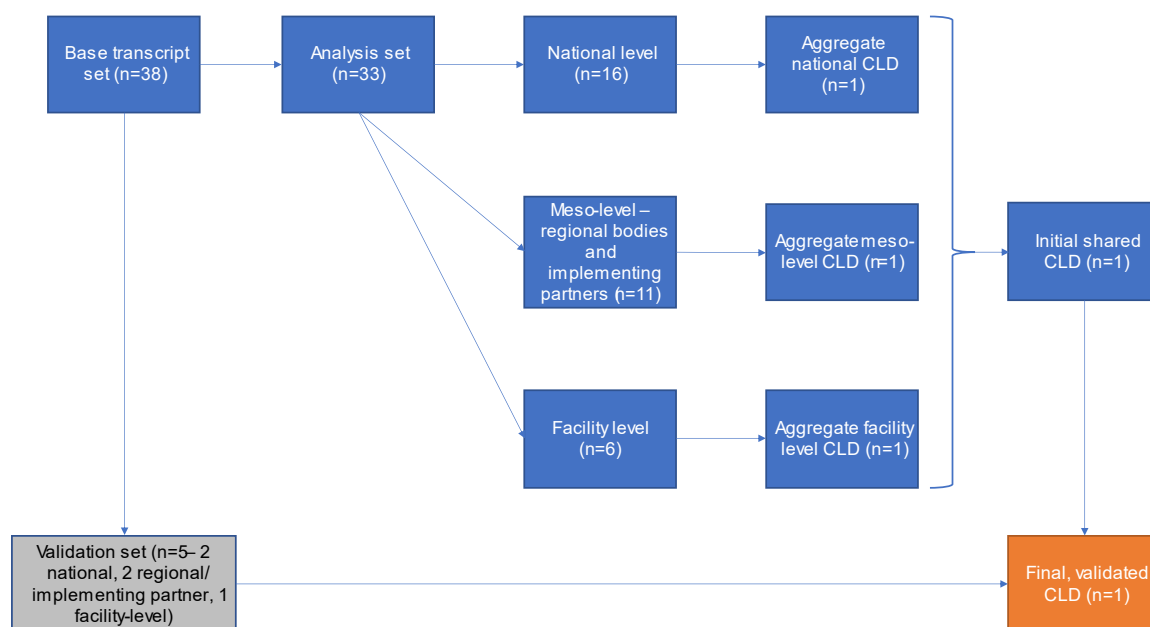 Base transcript
set (n=38)
Analysis set
(n=33)
National level
(n=16)
Aggregate
national CLD
(n=1)
Meso-level –
regional bodies
and
implementing
partners (n=11)
Aggregate meso-
level CLD (n=1)
Initial shared
CLD (n=1)
Facility level
(n=6)
Aggregate facility
level CLD (n=1)
Validation set (n=5– 2
national, 2 regional/
implementing partner, 1
facility-level)
Final, validated
CLD (n=1)